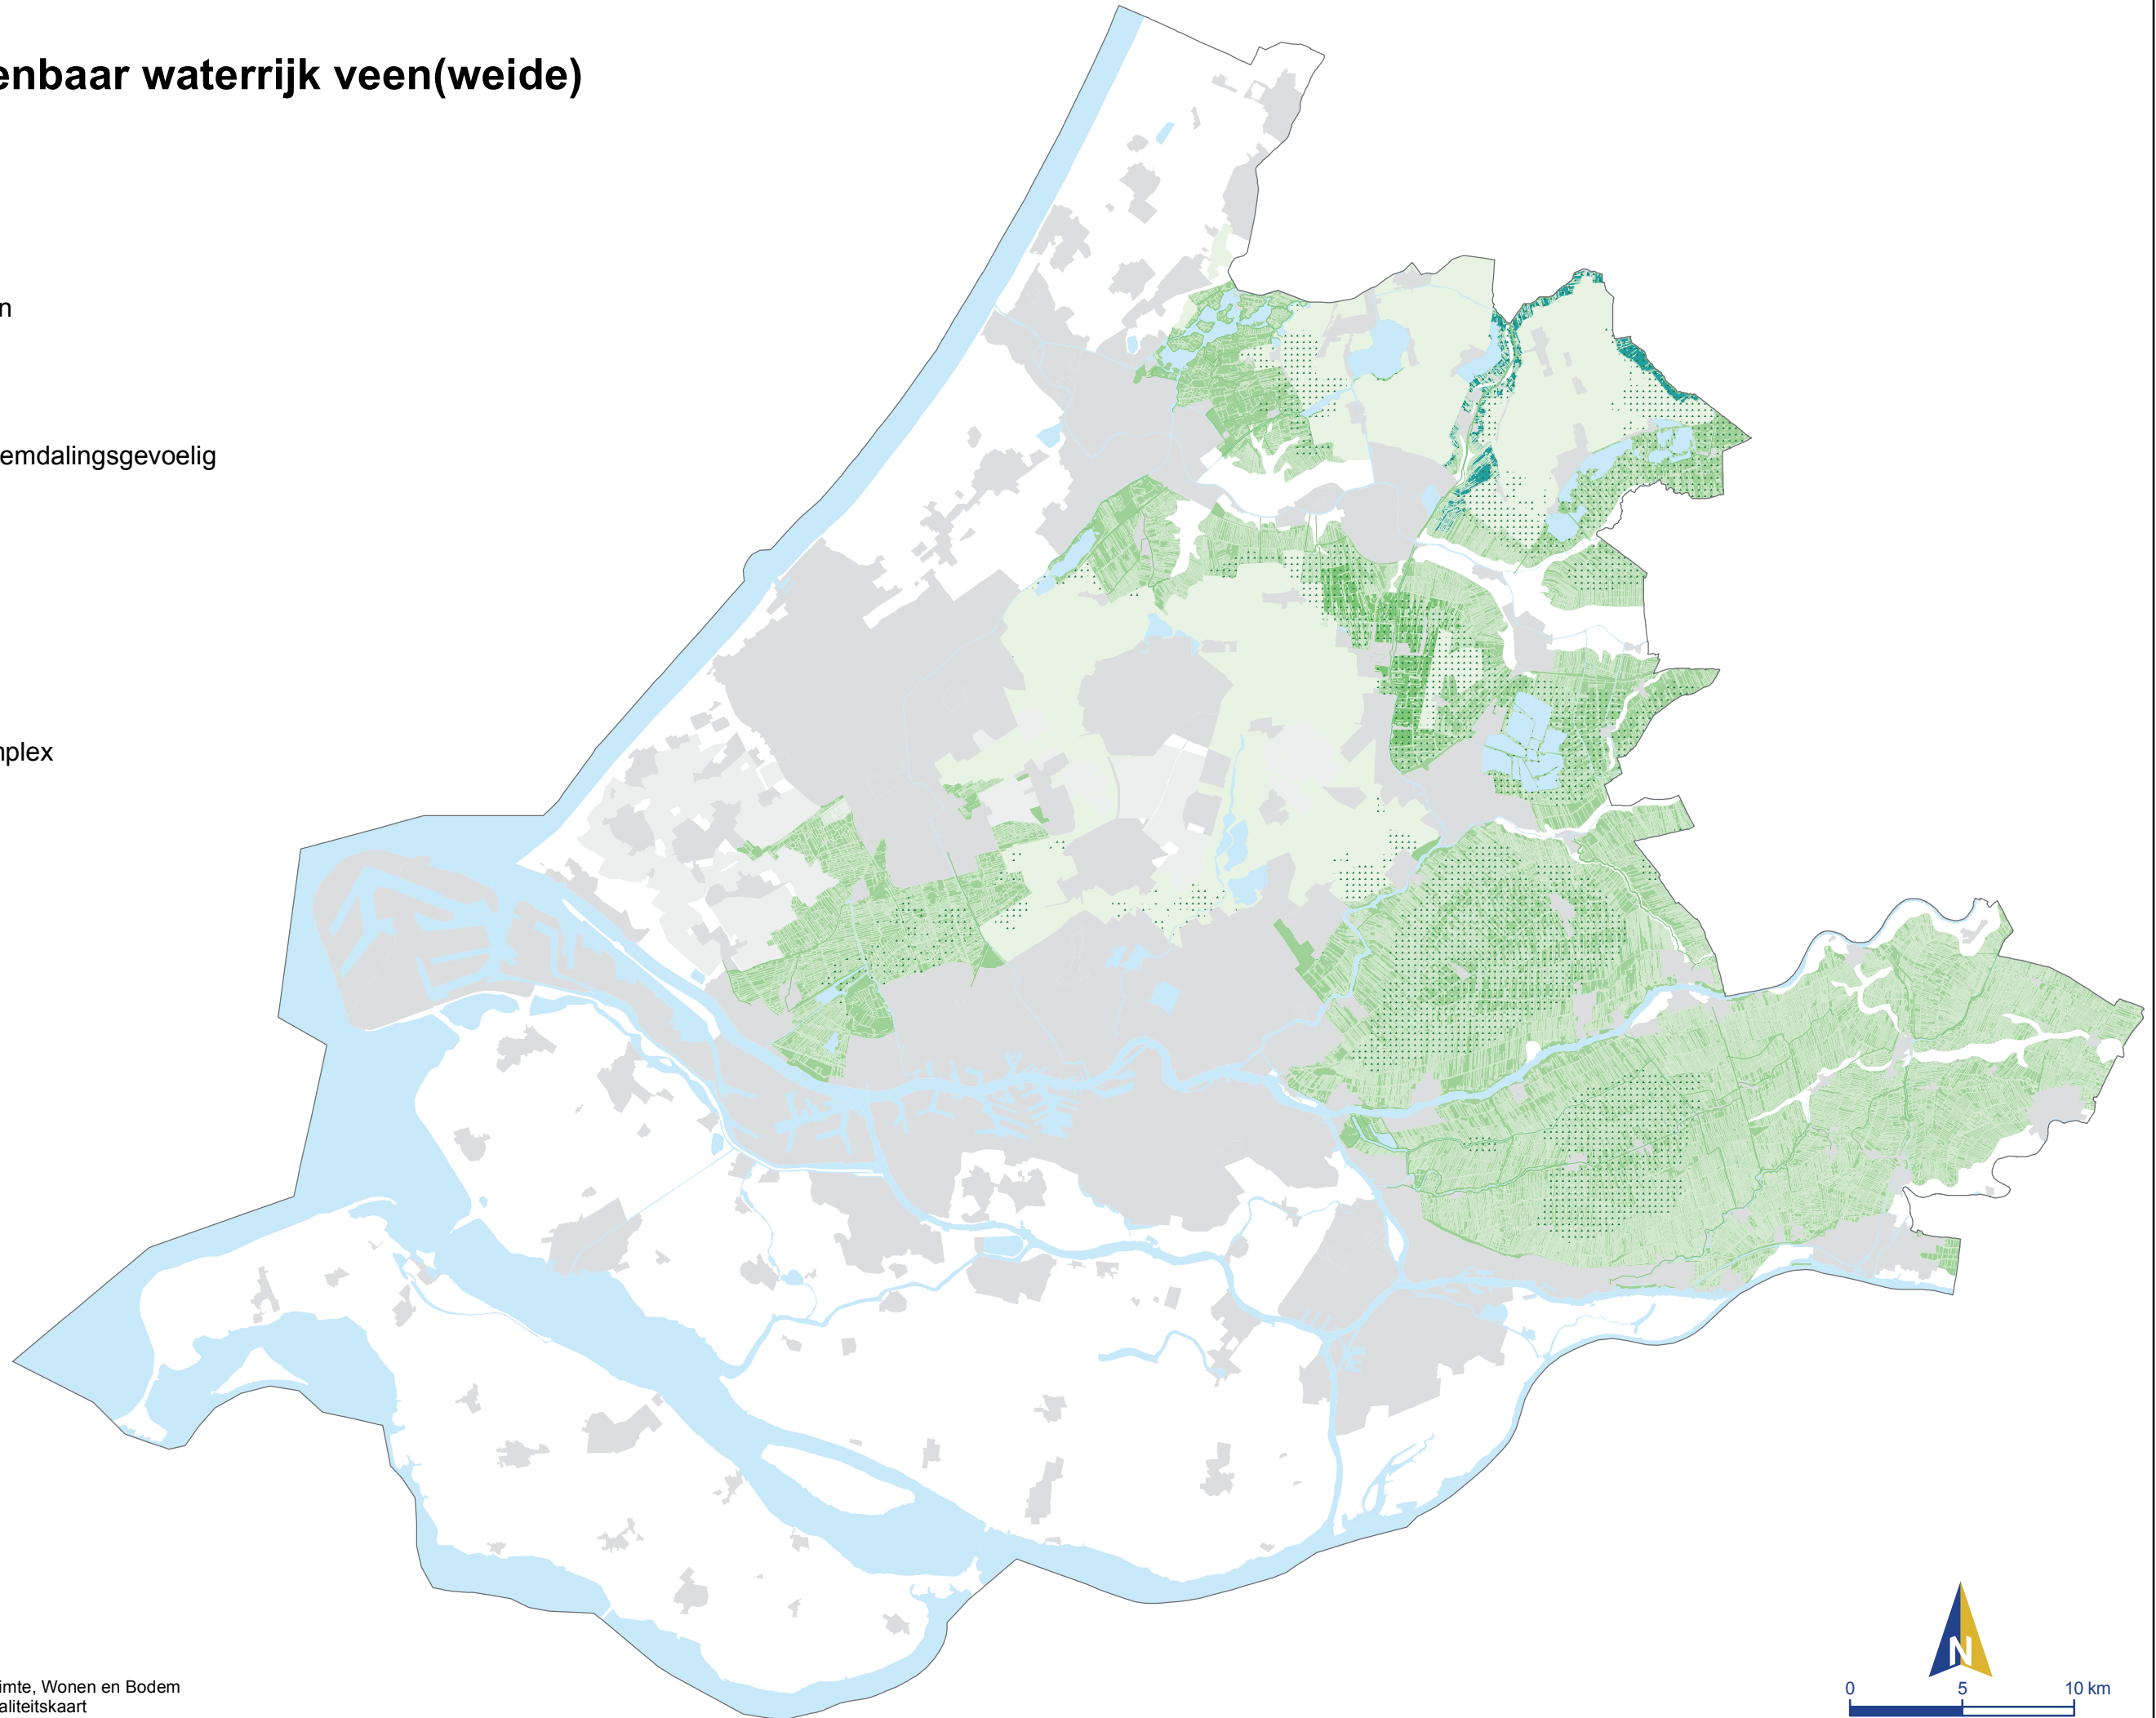 enbaar waterrijk veen(weide)
n
emdalingsgevoelig
nplex
imte, Wonen en Bodem
aliteitskaart
N
0 5 10 km